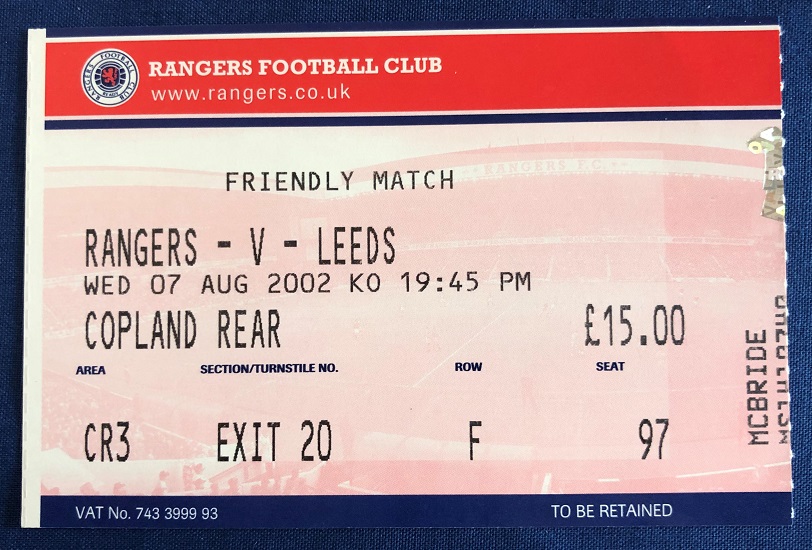 RANGERS FOOTBALL CLUB
www.rangers.co.uk
RANGERS F.C.
FRIENDLY MATCH
RANGERS - V - LEEDS
WED 07 AUG 2002 KO 19:45 PM
COPLAND REAR £15.00
AREA SECTION/TURNSTILE NO. ROW SEAT
CR3 EXIT 20 F 97
VAT No. 743 3999 93 TO BE RETAINED
MCBRIDE